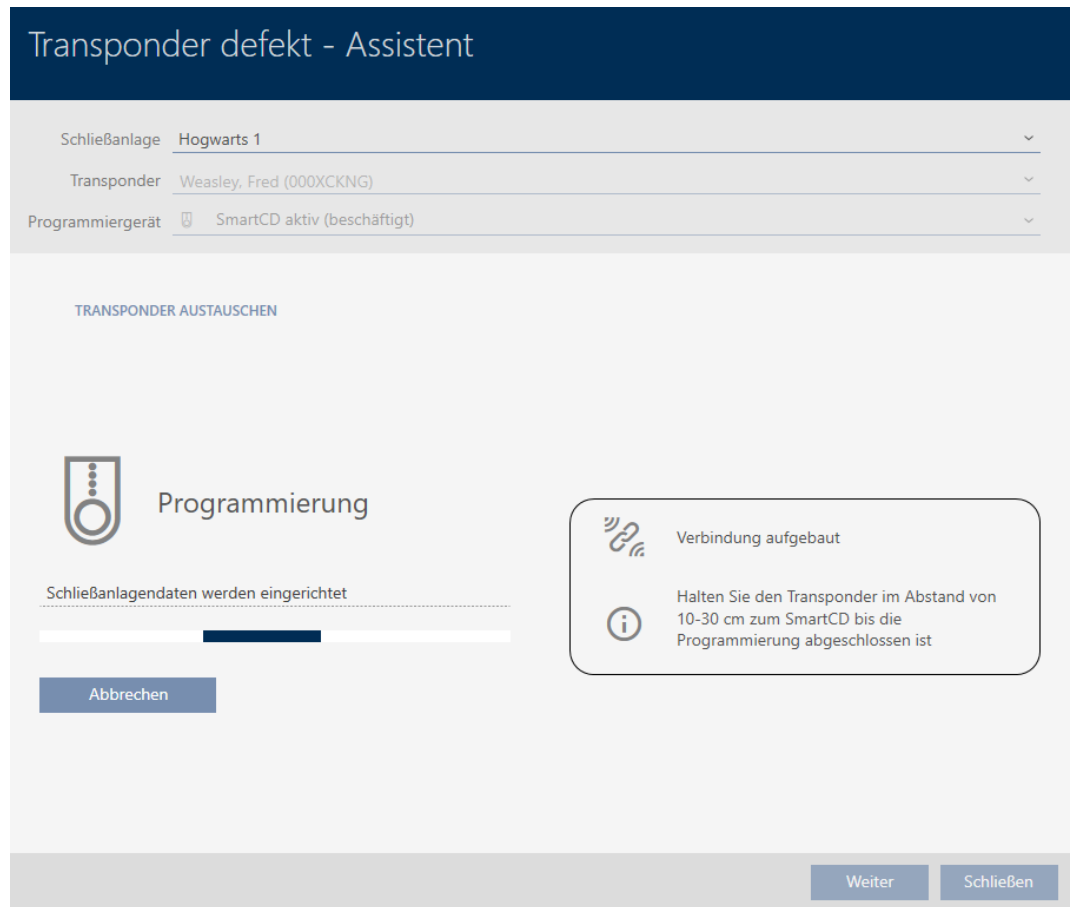 Transponder defekt - Assistent
Schließanlage Hogwarts 1
Transponder Weasley, Fred (000XCKNG)
Programmiergerät SmartCD aktiv (beschäftigt)
TRANSPONDER AUSTAUSCHEN
Programmierung
Schließanlagendaten werden eingerichtet
Abbrechen
Verbindung aufgebaut
Halten Sie den Transponder im Abstand von
10-30 cm zum SmartCD bis die
Programmierung abgeschlossen ist
Weiter Schließen